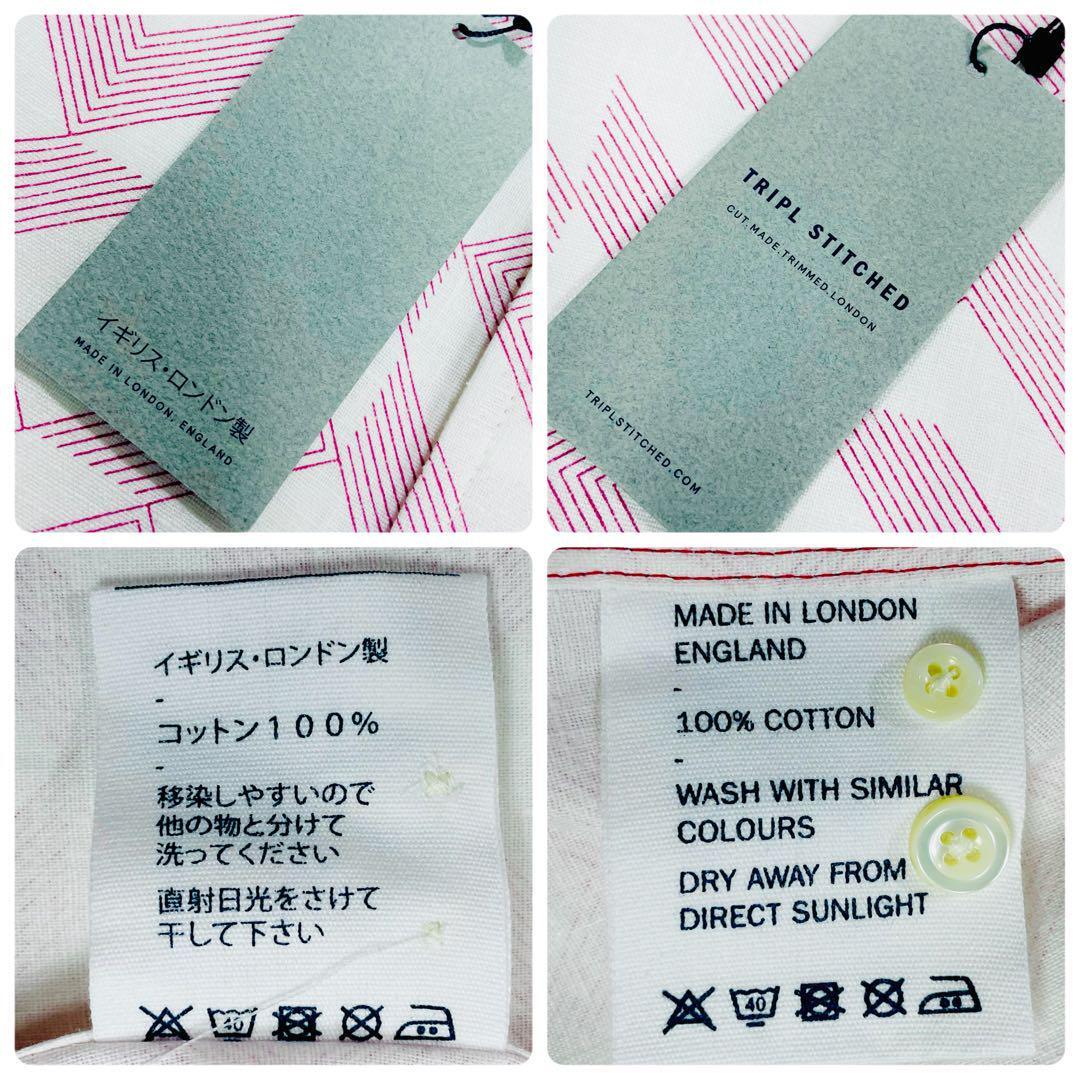 イギリス・ロンドン製
MADE IN LONDON, ENGLAND
TRIPL STITCHED
CUT.MADE.TRIMMED.LONDON
TRIPLSTITCHED.COM
イギリス・ロンドン製
-
コットン１００％
-
移染しやすいので
他の物と分けて
洗ってください
直射日光をさけて
干して下さい
40
MADE IN LONDON
ENGLAND
-
100% COTTON
-
WASH WITH SIMILAR
COLOURS
DRY AWAY FROM
DIRECT SUNLIGHT
40